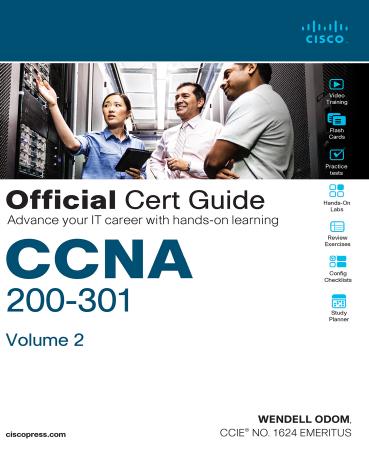 CISCO.
Video
Training
Flash
Cards
Practice
tests
Official Cert Guide
Advance your IT career with hands-on learning
Hands-On
Labs
CCNA
200-301
Review
Exercises
Config
Checklists
Volume 2
Study
Planner
WENDELL ODOM,
CCIE® NO. 1624 EMERITUS
ciscopress.com